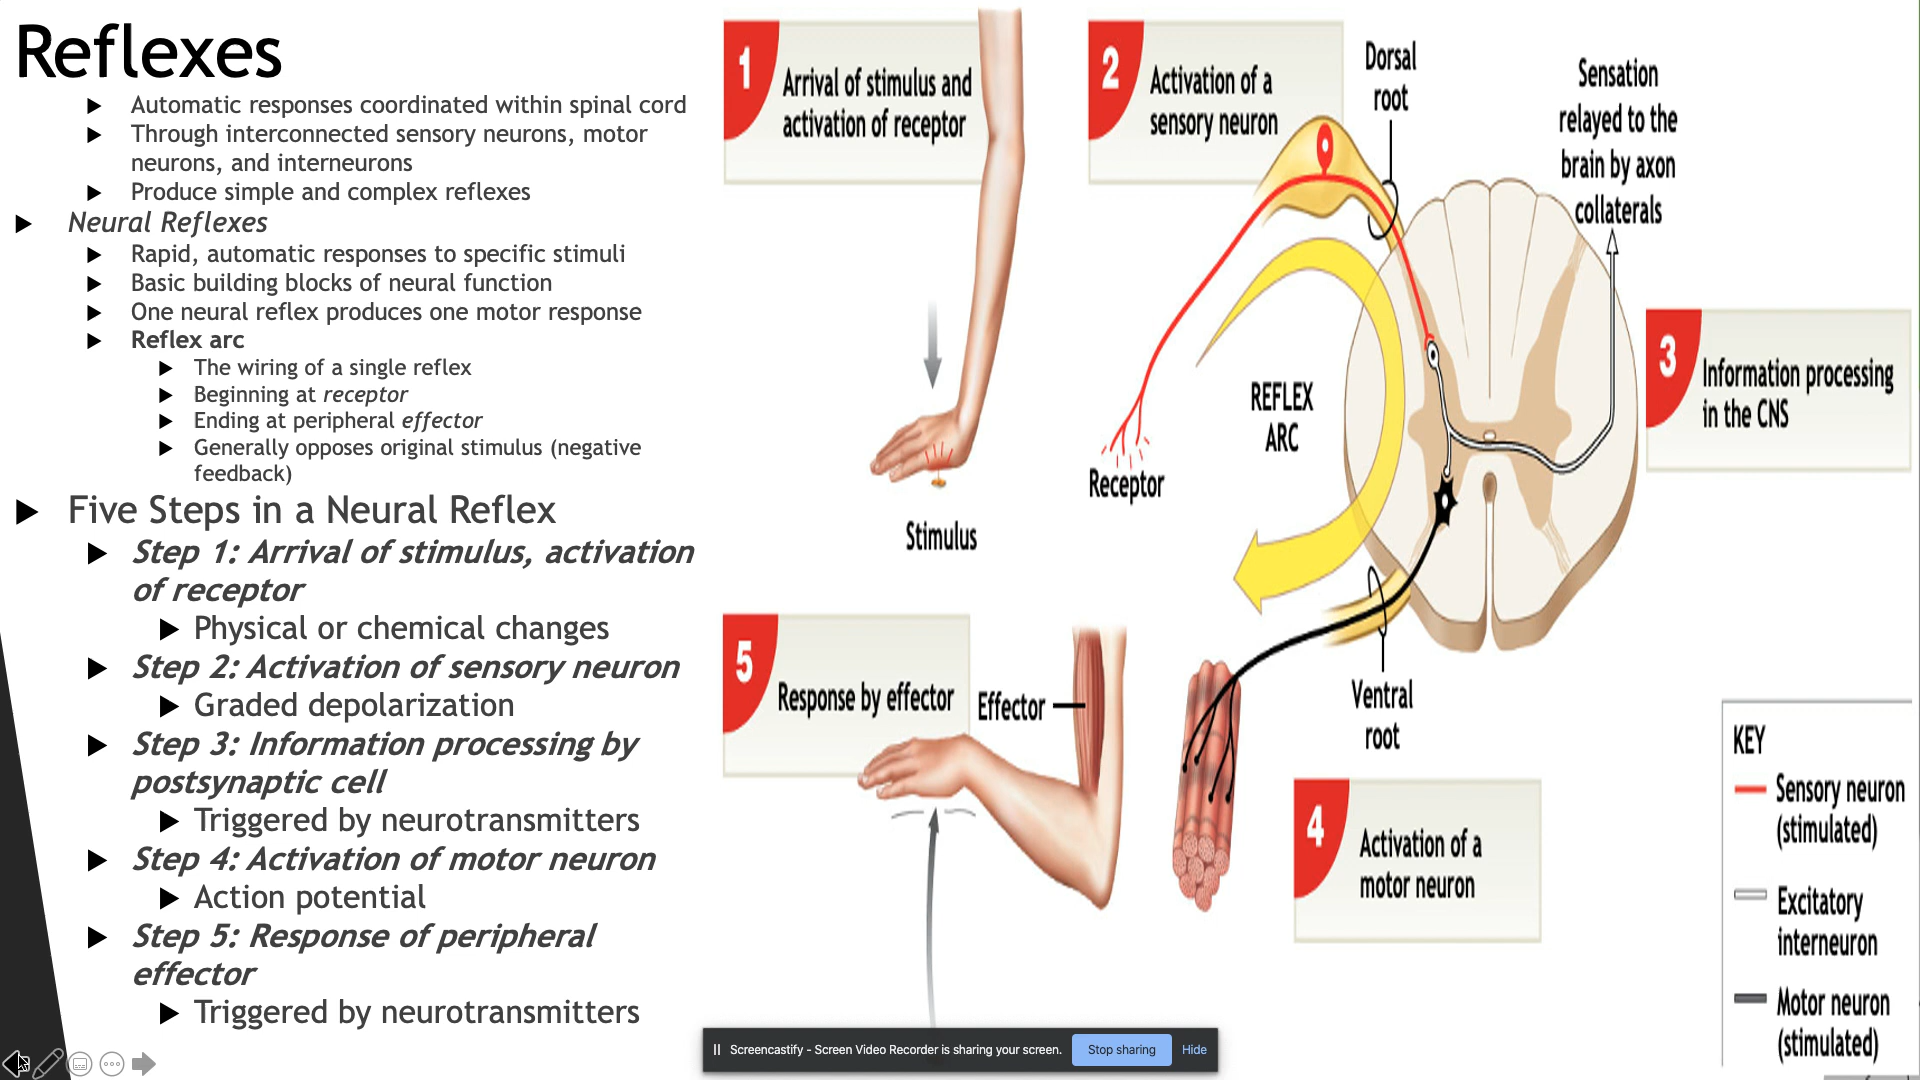 Reflexes
Automatic responses coordinated within spinal cord
Through interconnected sensory neurons, motor
neurons, and interneurons
Produce simple and complex reflexes
Neural Reflexes
Rapid, automatic responses to specific stimuli
Basic building blocks of neural function
One neural reflex produces one motor response
Reflex arc
The wiring of a single reflex
Beginning at receptor
Ending at peripheral effector
Generally opposes original stimulus (negative
feedback)
Five Steps in a Neural Reflex
Step 1: Arrival of stimulus, activation
of receptor
Physical or chemical changes
Step 2: Activation of sensory neuron
Graded depolarization
Step 3: Information processing by
postsynaptic cell
Triggered by neurotransmitters
Step 4: Activation of motor neuron
Action potential
Step 5: Response of peripheral
effector
Triggered by neurotransmitters
1
Arrival of stimulus and
activation of receptor
Stimulus
2
Activation of a
sensory neuron
Dorsal
root
Sensation
relayed to the
brain by axon
collaterals
Receptor
REFLEX
ARC
3
Information processing
in the CNS
5
Response by effector
Effector
Ventral
root
4
Activation of a
motor neuron
KEY
Sensory neuron
(stimulated)
Excitatory
interneuron
Motor neuron
(stimulated)
Screencastify - Screen Video Recorder is sharing your screen.
Stop sharing
Hide